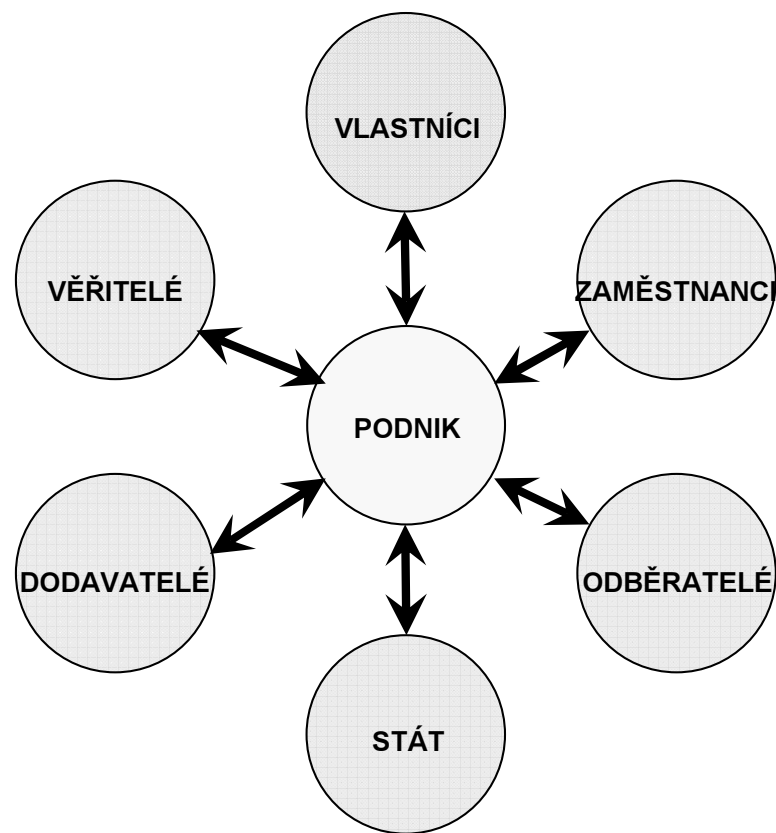 VLASTNÍCI
VĚŘITELÉ
ZAMĚSTNANCI
PODNIK
DODAVATELÉ
ODBĚRATELÉ
STÁT